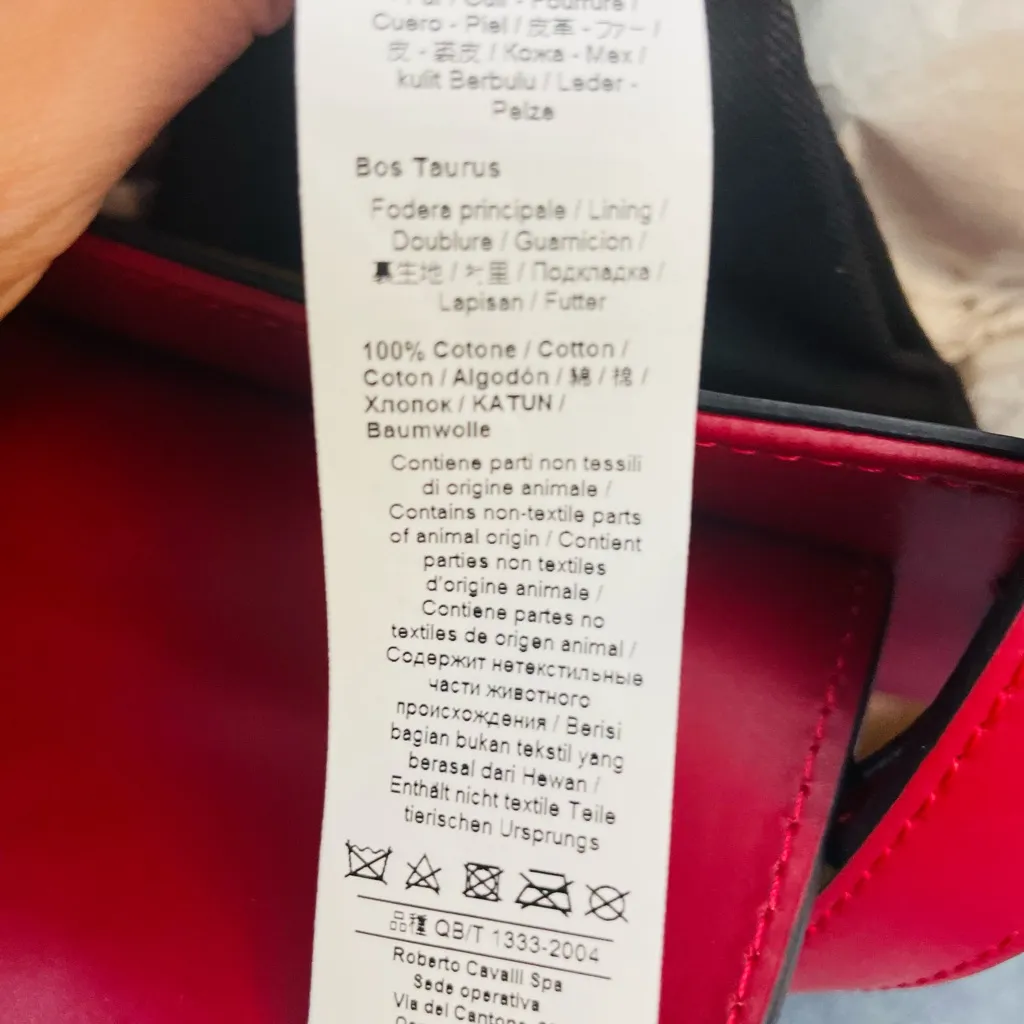 Cuero - Piel / 皮革 - ファー /
皮 - 裘皮 / Кожа - Мех /
kulit Berbulu / Leder -
Pelze
Bos Taurus
Fodera principale / Lining /
Doublure / Guarnicion /
裏生地 / 衬里 / Подкладка /
Lapisan / Futter
100% Cotone / Cotton /
Coton / Algodón / 綿 / 棉 /
Хлопок / KATUN /
Baumwolle
Contiene parti non tessili
di origine animale /
Contains non-textile parts
of animal origin / Contient
parties non textiles
d'origine animale /
Contiene partes no
textiles de origen animal /
Содержит нетекстильные
части животного
происхождения / Berisi
bagian bukan tekstil yang
berasal dari Hewan /
Enthält nicht textile Teile
tierischen Ursprungs
品種 QB/T 1333-2004
Roberto Cavalli Spa
Sede operativa
Via del Cantone